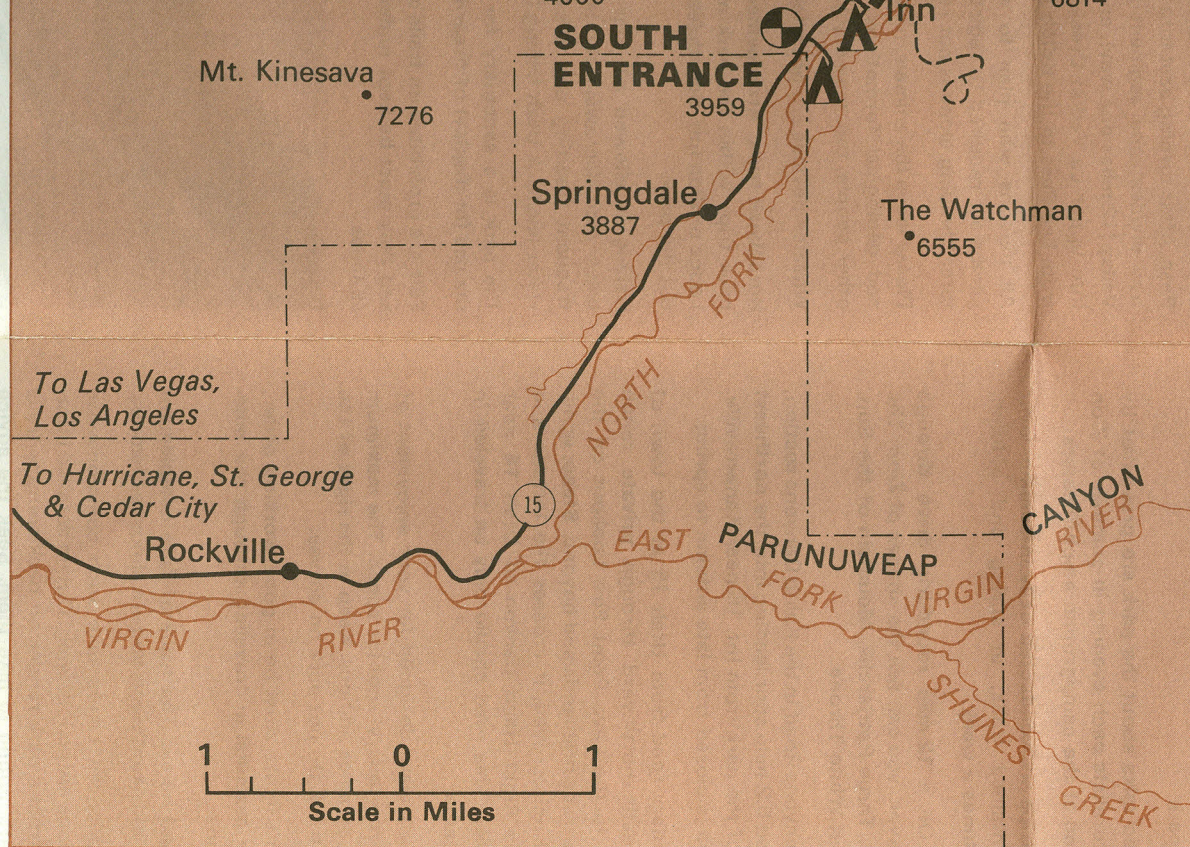 Inn
SOUTH
ENTRANCE
3959
Mt. Kinesava
7276
Springdale
3887
The Watchman
6555
FORK
NORTH
To Las Vegas,
Los Angeles
To Hurricane, St. George
& Cedar City
15
Rockville
VIRGIN
RIVER
EAST
FORK
PARUNUWEAP
CANYON
VIRGIN
RIVER
SHUNES
CREEK
1 0 1
Scale in Miles